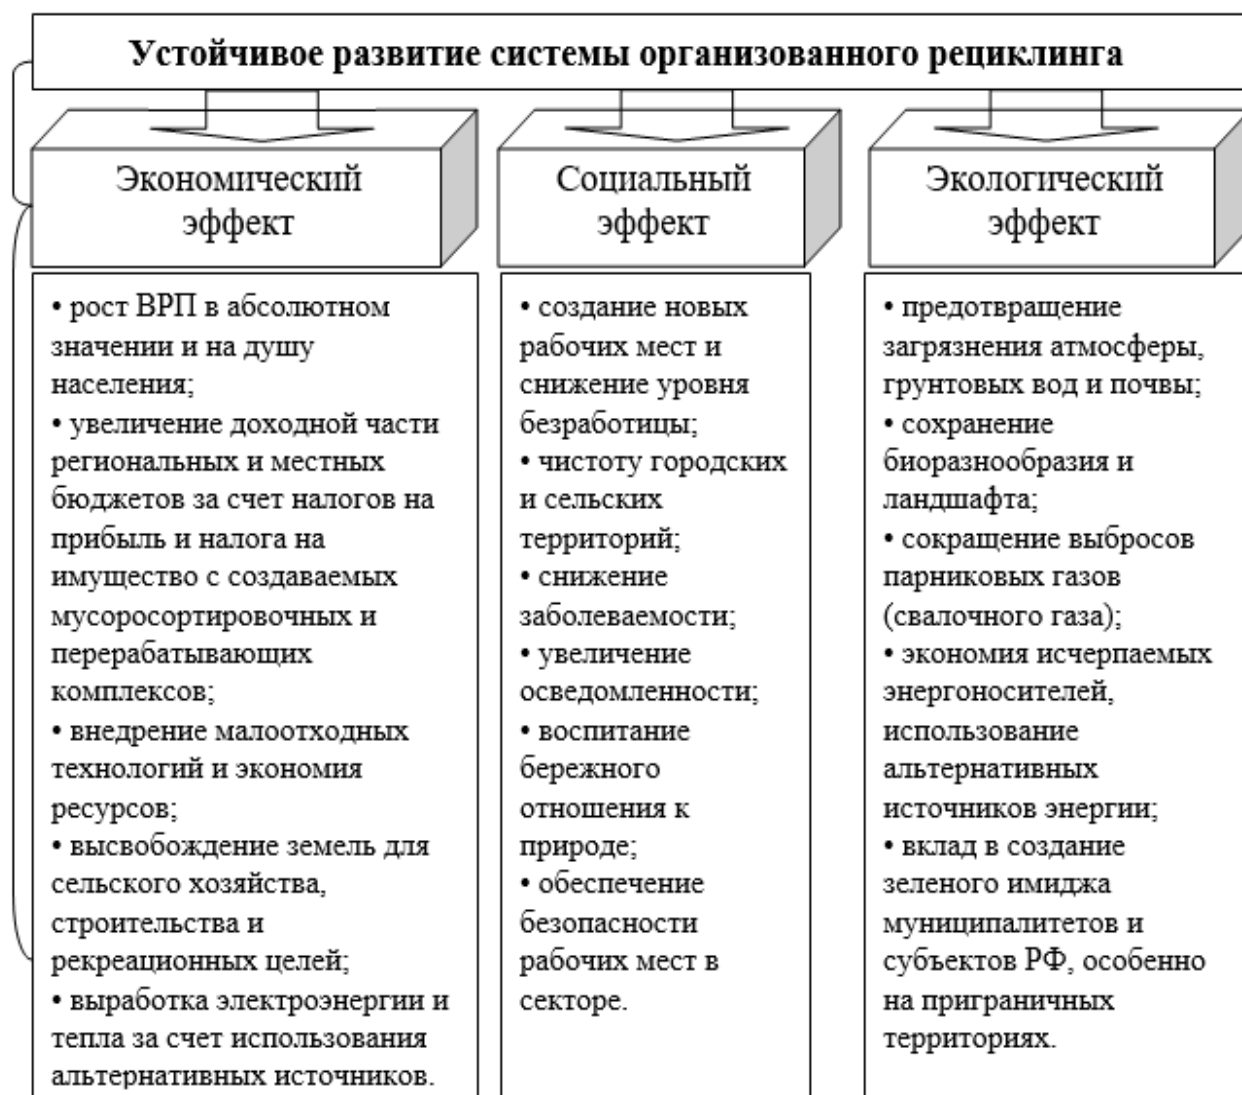 Устойчивое развитие системы организованного рециклинга
Экономический
эффект
• рост ВРП в абсолютном
значении и на душу
населения;
• увеличение доходной части
региональных и местных
бюджетов за счет налогов на
прибыль и налога на
имущество с создаваемых
мусоросортировочных и
перерабатывающих
комплексов;
• внедрение малоотходных
технологий и экономия
ресурсов;
• высвобождение земель для
сельского хозяйства,
строительства и
рекреационных целей;
• выработка электроэнергии и
тепла за счет использования
альтернативных источников.
Социальный
эффект
• создание новых
рабочих мест и
снижение уровня
безработицы;
• чистоту городских
и сельских
территорий;
• снижение
заболеваемости;
• увеличение
осведомленности;
• воспитание
бережного
отношения к
природе;
• обеспечение
безопасности
рабочих мест в
секторе.
Экологический
эффект
• предотвращение
загрязнения атмосферы,
грунтовых вод и почвы;
• сохранение
биоразнообразия и
ландшафта;
• сокращение выбросов
парниковых газов
(свалочного газа);
• экономия исчерпаемых
энергоносителей,
использование
альтернативных
источников энергии;
• вклад в создание
зеленого имиджа
муниципалитетов и
субъектов РФ, особенно
на приграничных
территориях.